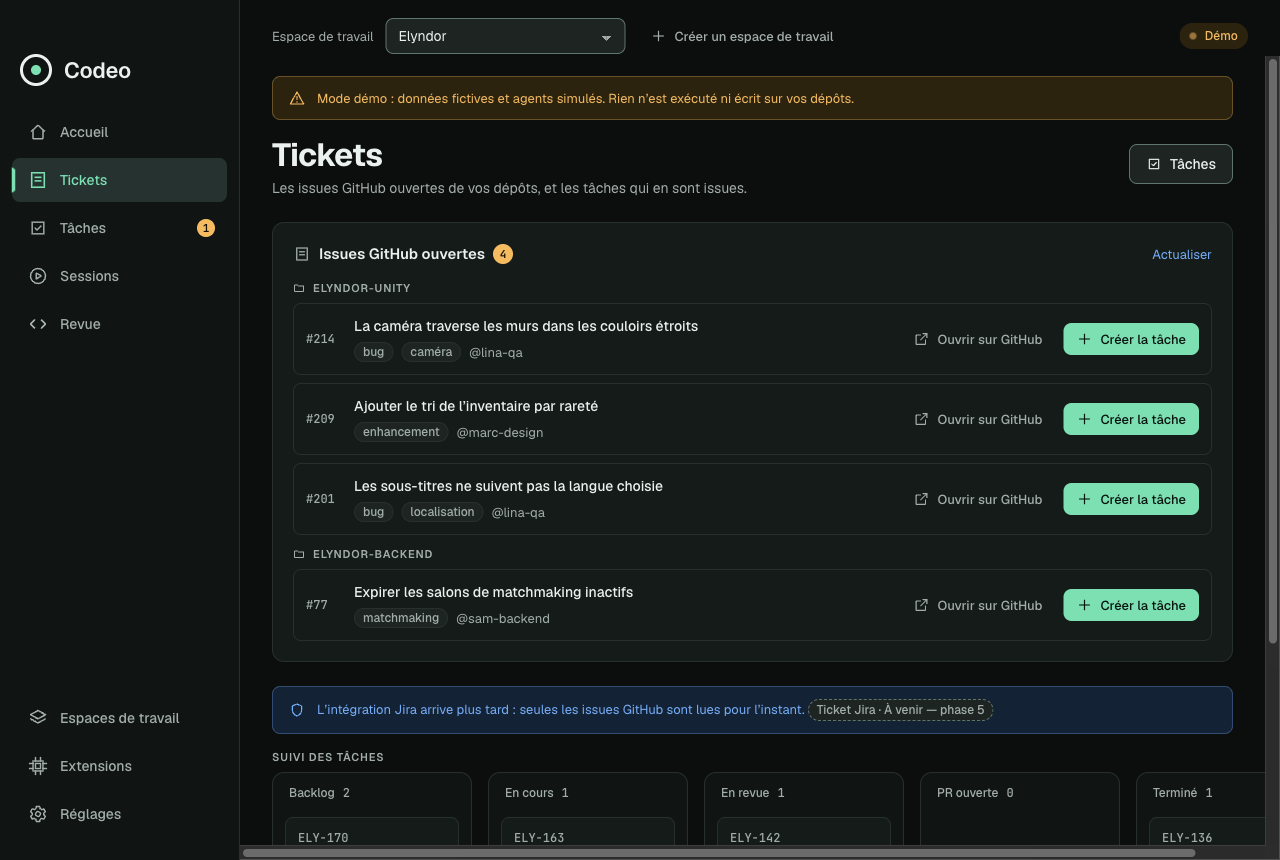 Codeo
Accueil
Tickets
Tâches 1
Sessions
Revue
Espaces de travail
Extensions
Réglages
Espace de travail Elyndor Créer un espace de travail Démo
Mode démo : données fictives et agents simulés. Rien n’est exécuté ni écrit sur vos dépôts.
Tickets
Les issues GitHub ouvertes de vos dépôts, et les tâches qui en sont issues.
Tâches
Issues GitHub ouvertes 4 Actualiser
ELYNDOR-UNITY
#214 La caméra traverse les murs dans les couloirs étroits
bug caméra @lina-qa
Ouvrir sur GitHub Créer la tâche
#209 Ajouter le tri de l’inventaire par rareté
enhancement @marc-design
Ouvrir sur GitHub Créer la tâche
#201 Les sous-titres ne suivent pas la langue choisie
bug localisation @lina-qa
Ouvrir sur GitHub Créer la tâche
ELYNDOR-BACKEND
#77 Expirer les salons de matchmaking inactifs
matchmaking @sam-backend
Ouvrir sur GitHub Créer la tâche
L’intégration Jira arrive plus tard : seules les issues GitHub sont lues pour l’instant. Ticket Jira · À venir — phase 5
SUIVI DES TÂCHES
Backlog 2 En cours 1 En revue 1 PR ouverte 0 Terminé 1
ELY-170 ELY-163 ELY-142 ELY-136